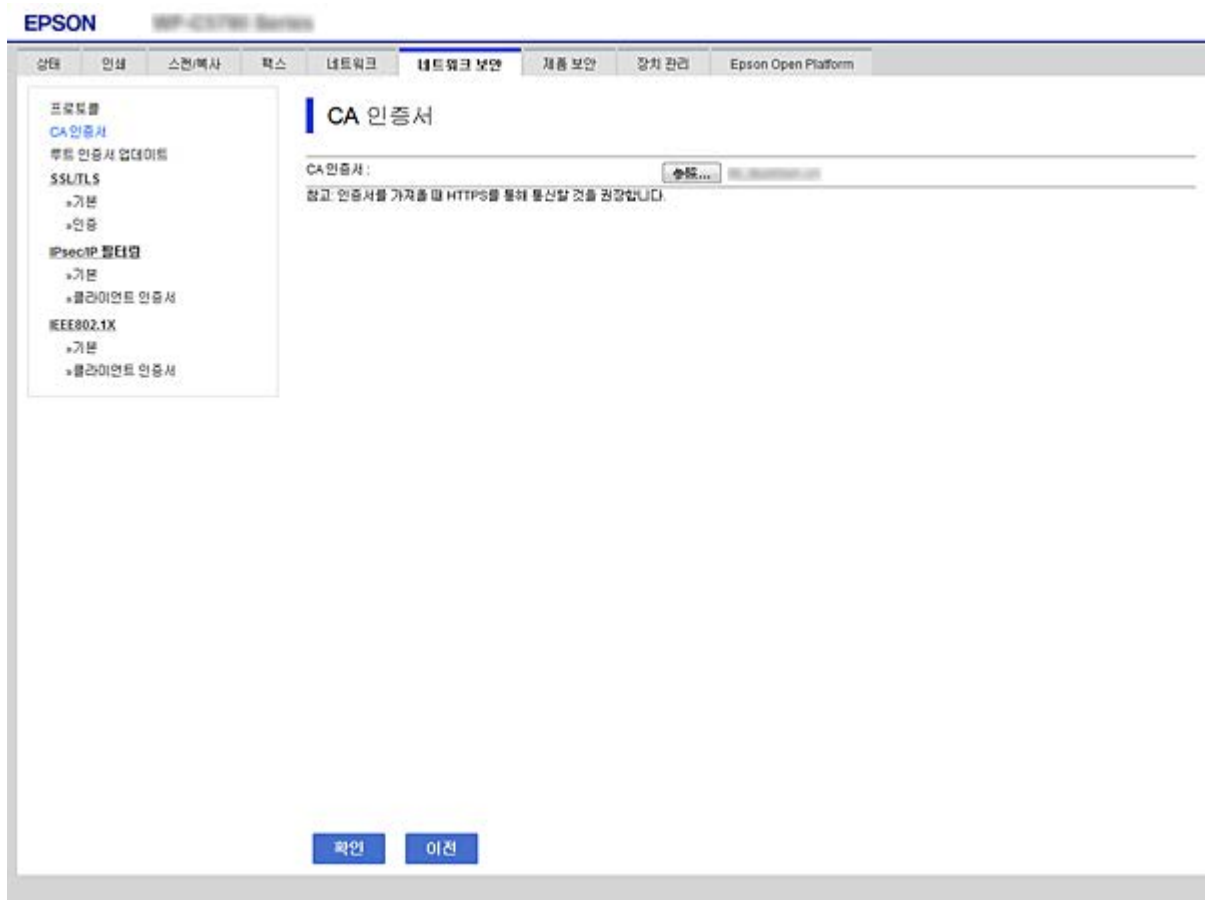 EPSON
상태 인쇄 스캔/복사 팩스 네트워크 네트워크 보안 제품 보안 장치 관리 Epson Open Platform
프로토콜
CA 인증서
루트 인증서 업데이트
SSL/TLS
»기본
»인증
IPsec/IP 필터링
»기본
»클라이언트 인증서
IEEE802.1X
»기본
»클라이언트 인증서
CA 인증서
CA 인증서 :
参照...
참고: 인증서를 가져올 때 HTTPS를 통해 통신할 것을 권장합니다.
확인 이전